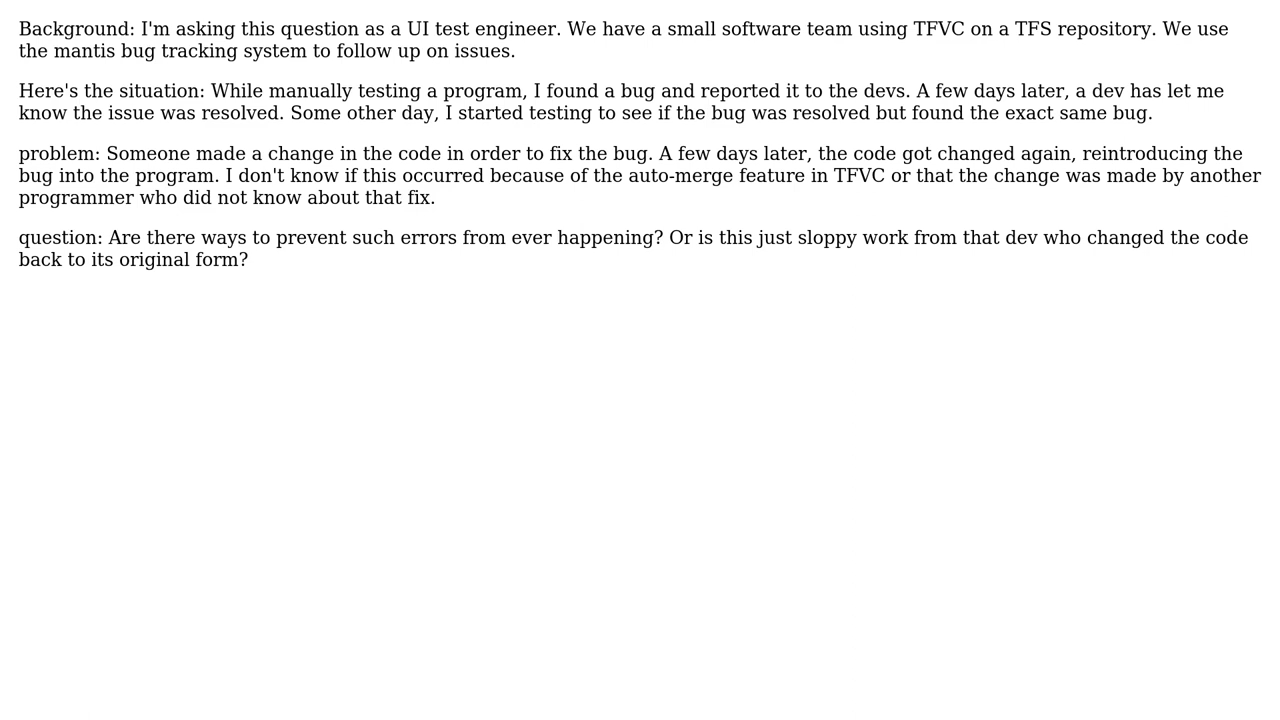 Background: I'm asking this question as a UI test engineer. We have a small software team using TFVC on a TFS repository. We use
the mantis bug tracking system to follow up on issues.
Here's the situation: While manually testing a program, I found a bug and reported it to the devs. A few days later, a dev has let me
know the issue was resolved. Some other day, I started testing to see if the bug was resolved but found the exact same bug.
problem: Someone made a change in the code in order to fix the bug. A few days later, the code got changed again, reintroducing the
bug into the program. I don't know if this occurred because of the auto-merge feature in TFVC or that the change was made by another
programmer who did not know about that fix.
question: Are there ways to prevent such errors from ever happening? Or is this just sloppy work from that dev who changed the code
back to its original form?